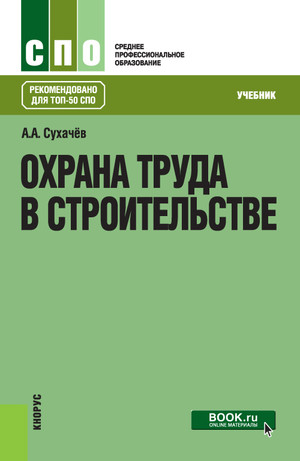 СПО
СРЕДНЕЕ
ПРОФЕССИОНАЛЬНОЕ
ОБРАЗОВАНИЕ
РЕКОМЕНДОВАНО
ДЛЯ ТОП-50 СПО
УЧЕБНИК
А.А. Сухачёв
ОХРАНА ТРУДА
В СТРОИТЕЛЬСТВЕ
КНОРУС
BOOK.ru
ONLINE МАТЕРИАЛЫ